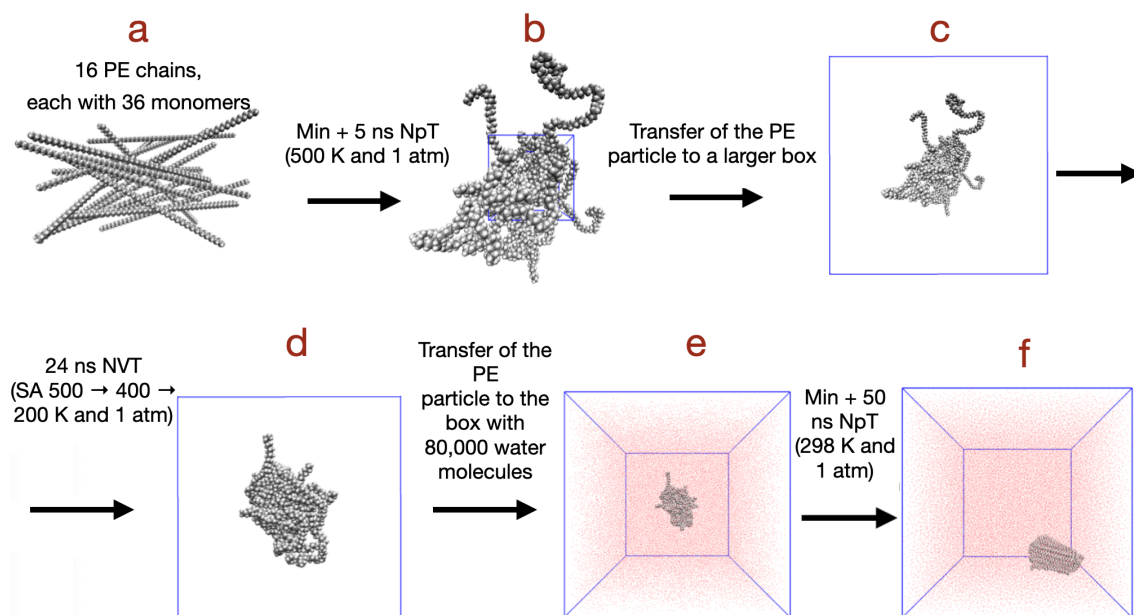 a
16 PE chains,
each with 36 monomers
Min + 5 ns NpT
(500 K and 1 atm)
b
Transfer of the PE
particle to a larger box
c
24 ns NVT
(SA 500 → 400 →
200 K and 1 atm)
d
Transfer of the
PE
particle to the
box with
80,000 water
molecules
e
Min + 50
ns NpT
(298 K and
1 atm)
f